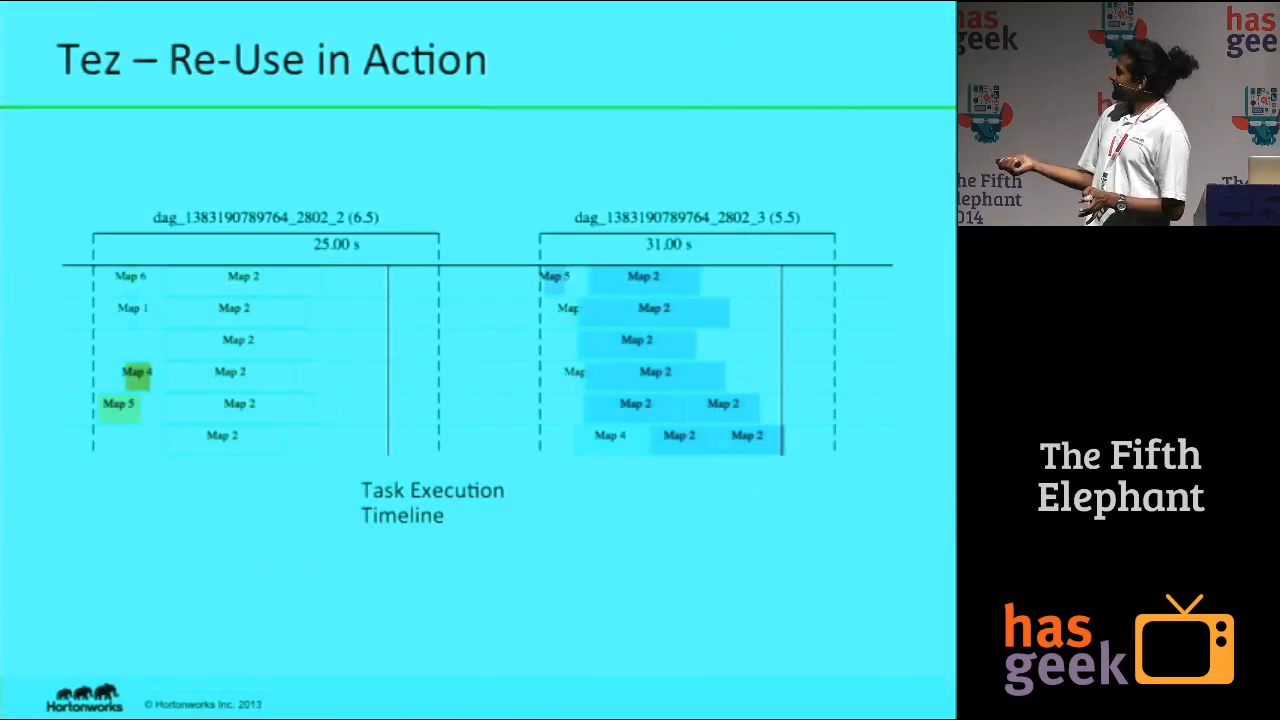 Tez – Re-Use in Action
dag_1383190789764_2802_2 (6.5)
25.00 s
dag_1383190789764_2802_3 (5.5)
31.00 s
Map 6 Map 2 Map 5 Map 2
Map 1 Map 2 Map Map 2
Map 2 Map 2
Map 4 Map 2 Map Map 2
Map 5 Map 2 Map 2 Map 2
Map 2 Map 4 Map 2 Map 2
Task Execution
Timeline
Hortonworks
© Hortonworks Inc. 2013
has
geek
has
geek
The Fifth
Elephant
2014
The Fifth
Elephant
has
geek